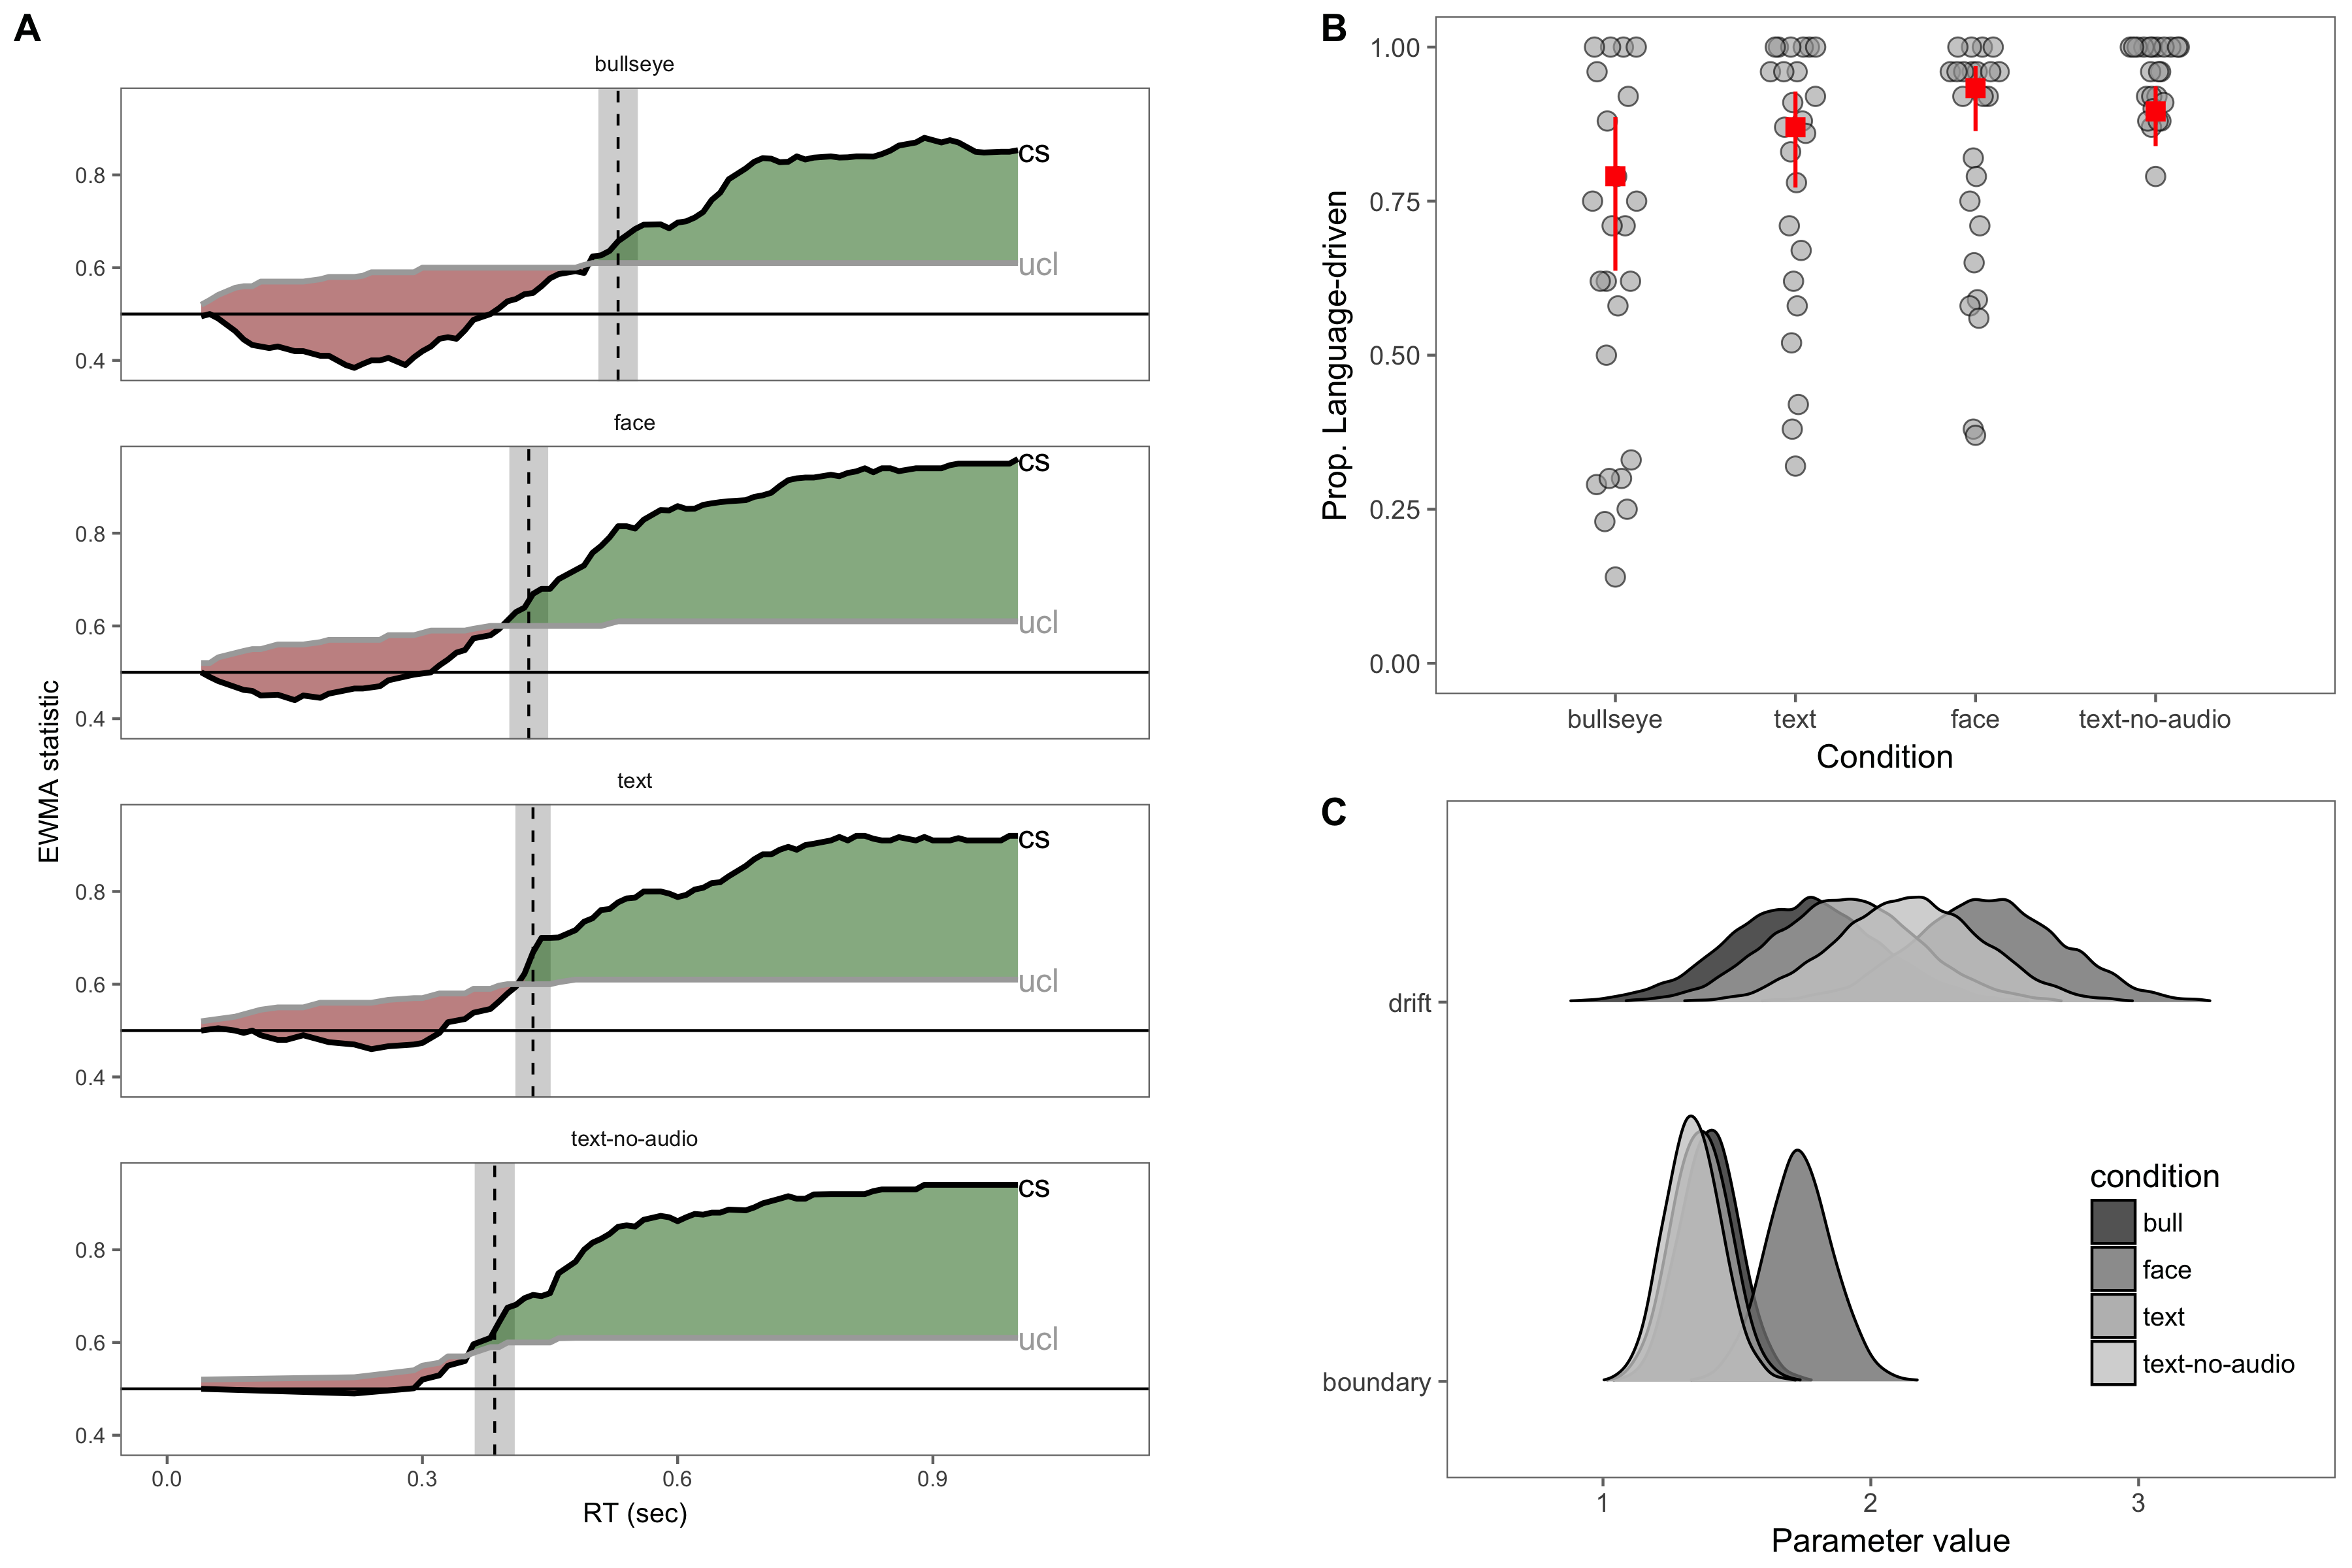 A
bullseye
0.8
0.6
0.4
cs
ucl
face
0.8
0.6
0.4
cs
ucl
text
0.8
0.6
0.4
cs
ucl
text-no-audio
0.8
0.6
0.4
cs
ucl
0.0 0.3 0.6 0.9
RT (sec)
EWMA statistic
B
1.00
0.75
0.50
0.25
0.00
Prop. Language-driven
bullseye text face text-no-audio
Condition
C
drift
boundary
condition
bull
face
text
text-no-audio
1 2 3
Parameter value